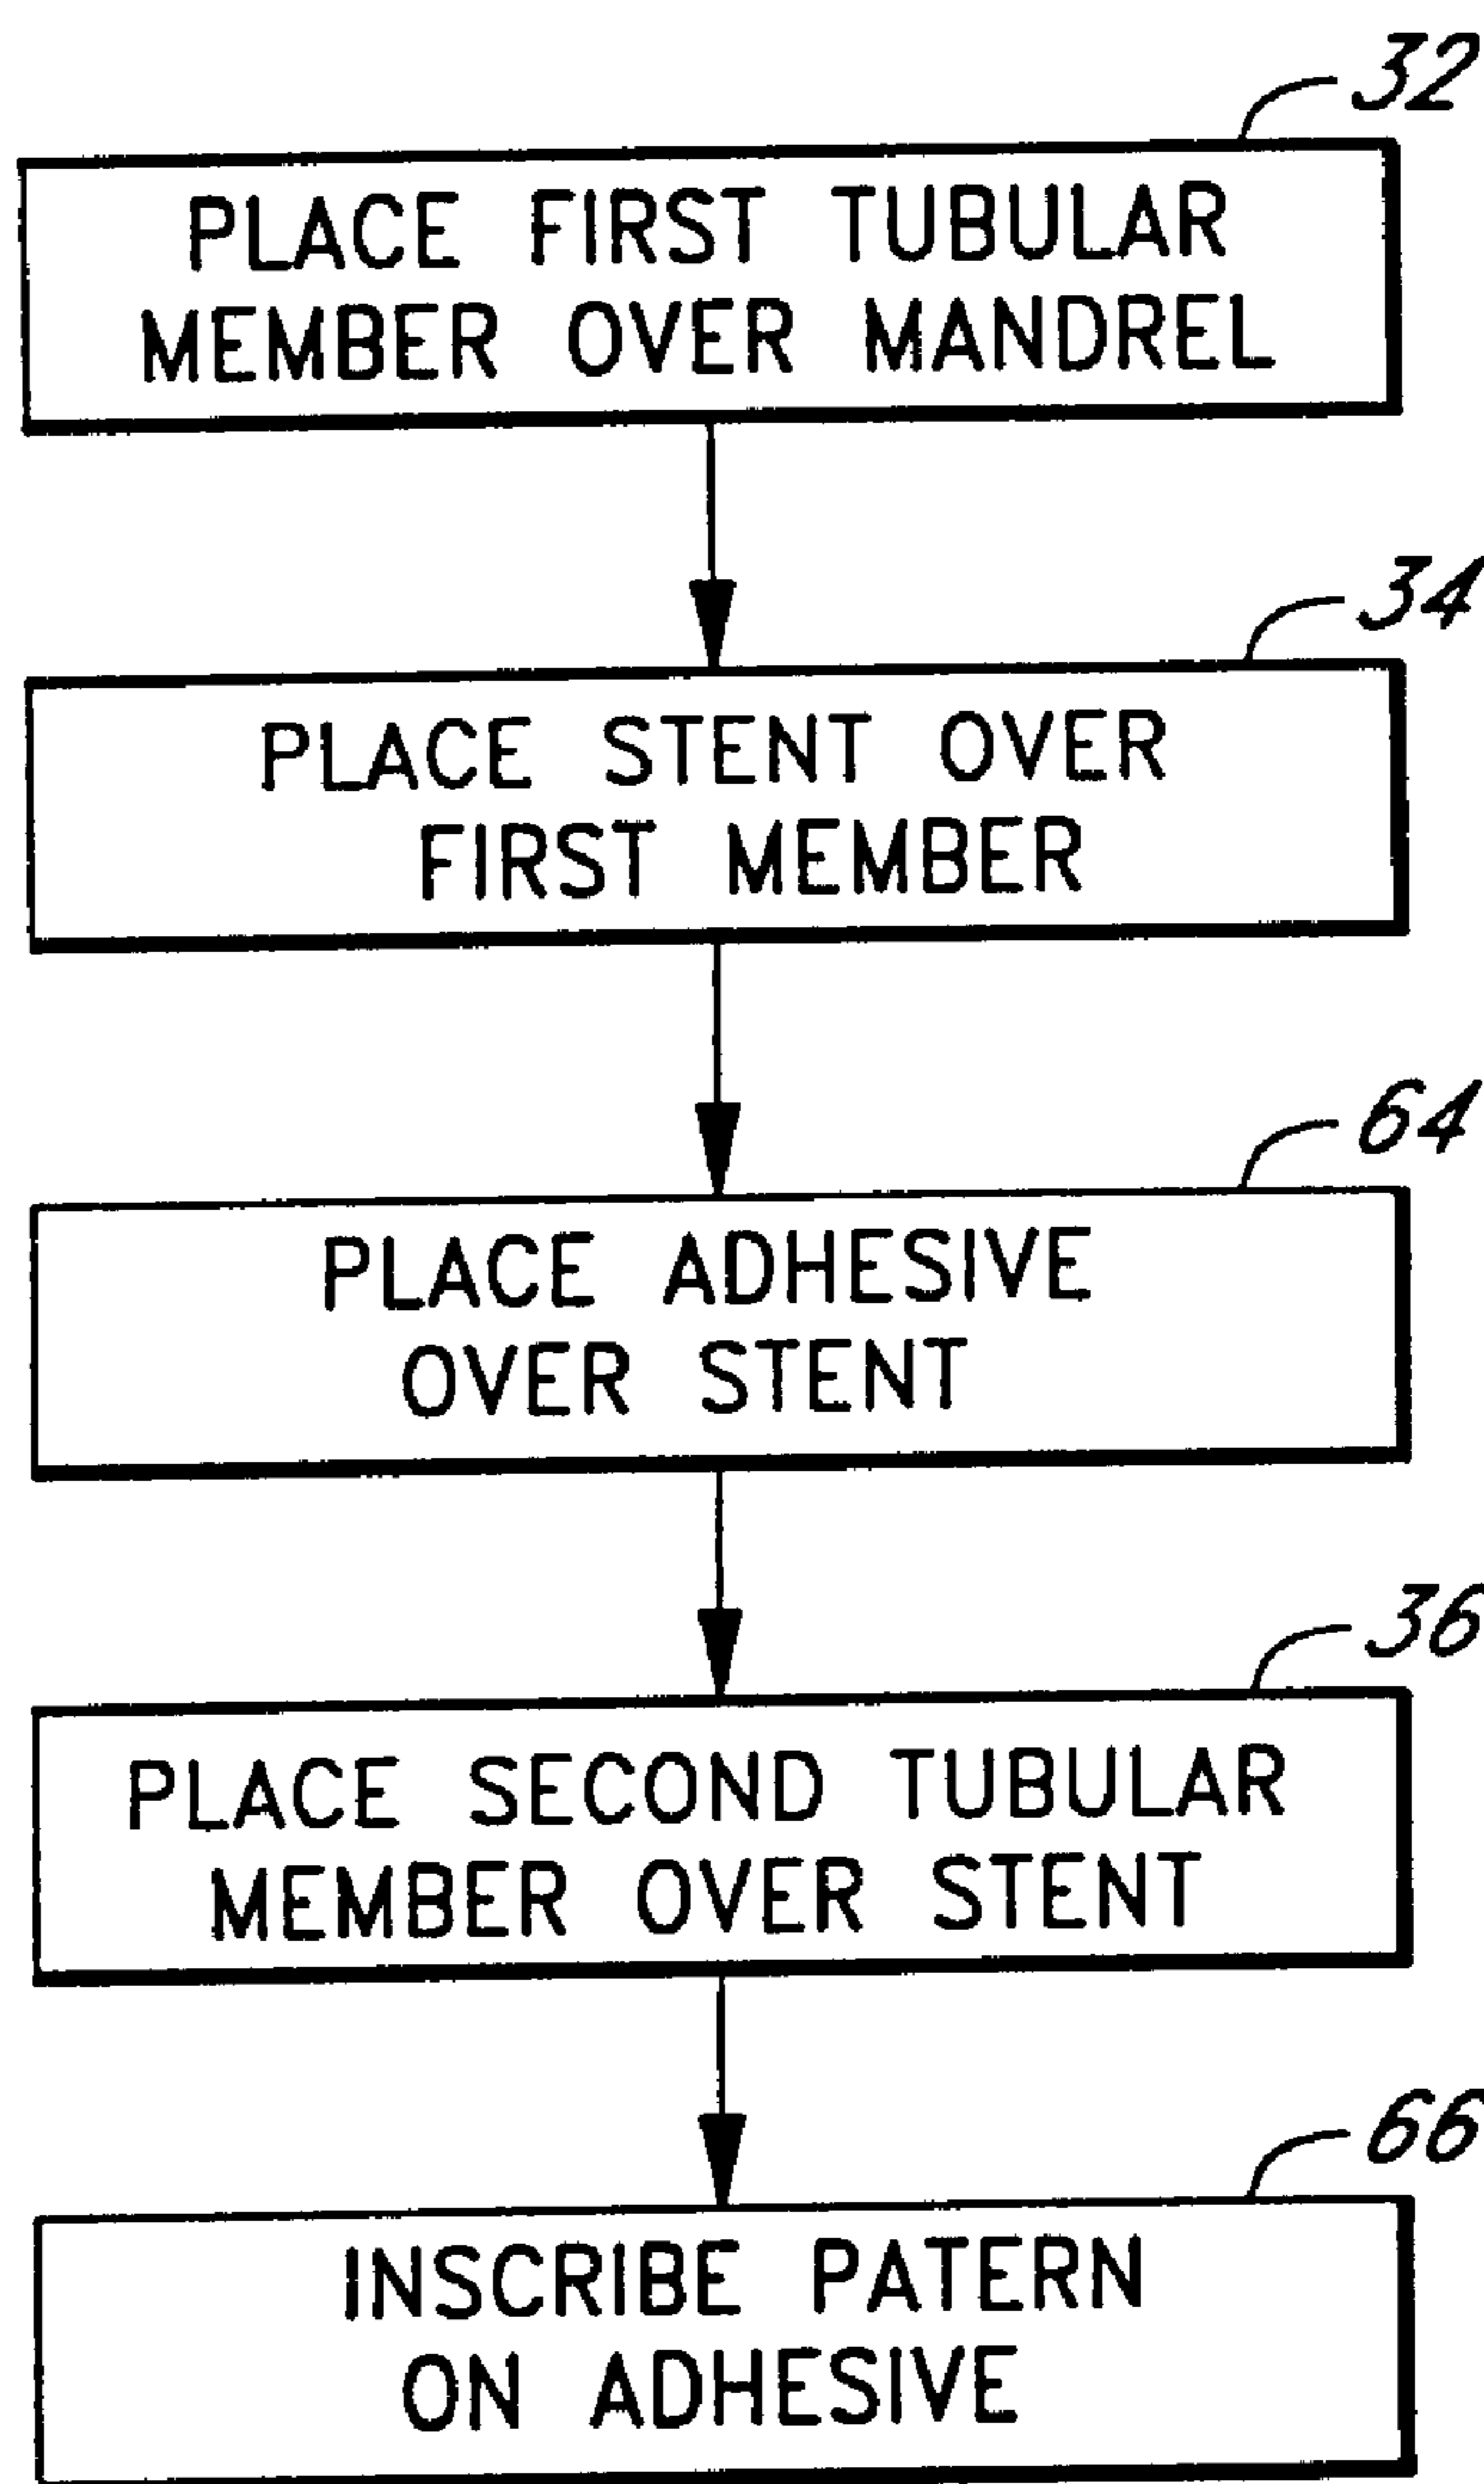 32
PLACE FIRST TUBULAR
MEMBER OVER MANDREL
34
PLACE STENT OVER
FIRST MEMBER
64
PLACE ADHESIVE
OVER STENT
36
PLACE SECOND TUBULAR
MEMBER OVER STENT
66
INSCRIBE PATERN
ON ADHESIVE